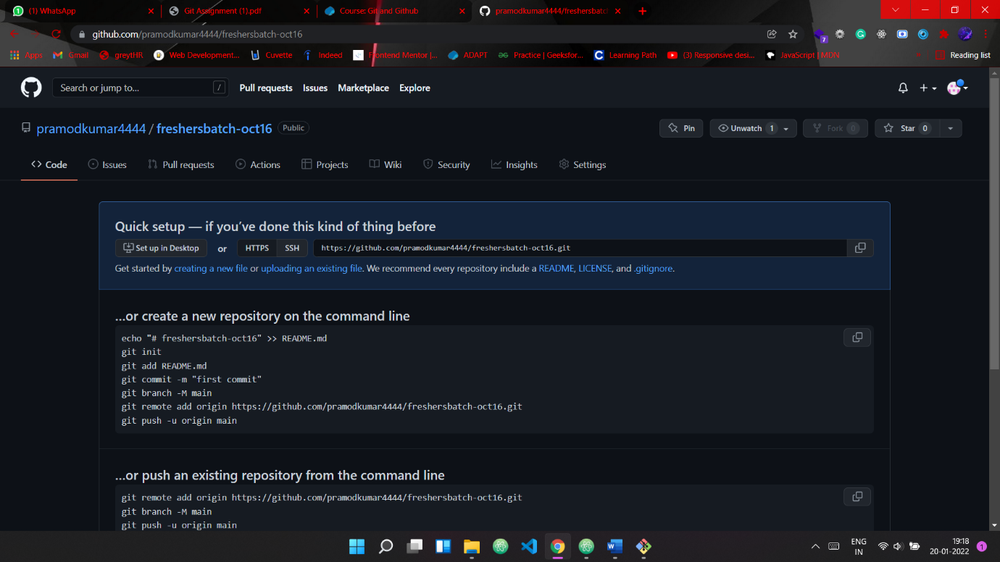 (1) WhatsApp
Git Assignment (1).pdf
Course: Git and Github
pramodkumar4444/freshersbatch
github.com/pramodkumar4444/freshersbatch-oct16
7
Apps
Gmail
greytHR
Web Development...
Cuvette
Indeed
Frontend Mentor |...
ADAPT
Practice | Geeksfor...
Learning Path
(3) Responsive desi...
JavaScript | MDN
Reading list
Search or jump to...
/
Pull requests
Issues
Marketplace
Explore
pramodkumar4444 / freshersbatch-oct16
Public
Pin
Unwatch 1
Fork 0
Star 0
Code
Issues
Pull requests
Actions
Projects
Wiki
Security
Insights
Settings
Quick setup — if you’ve done this kind of thing before
Set up in Desktop
or
HTTPS
SSH
https://github.com/pramodkumar4444/freshersbatch-oct16.git
Get started by creating a new file or uploading an existing file. We recommend every repository include a README, LICENSE, and .gitignore.
…or create a new repository on the command line
echo "# freshersbatch-oct16" >> README.md
git init
git add README.md
git commit -m "first commit"
git branch -M main
git remote add origin https://github.com/pramodkumar4444/freshersbatch-oct16.git
git push -u origin main
…or push an existing repository from the command line
git remote add origin https://github.com/pramodkumar4444/freshersbatch-oct16.git
git branch -M main
git push -u origin main
ENG
IN
19:18
20-01-2022
1